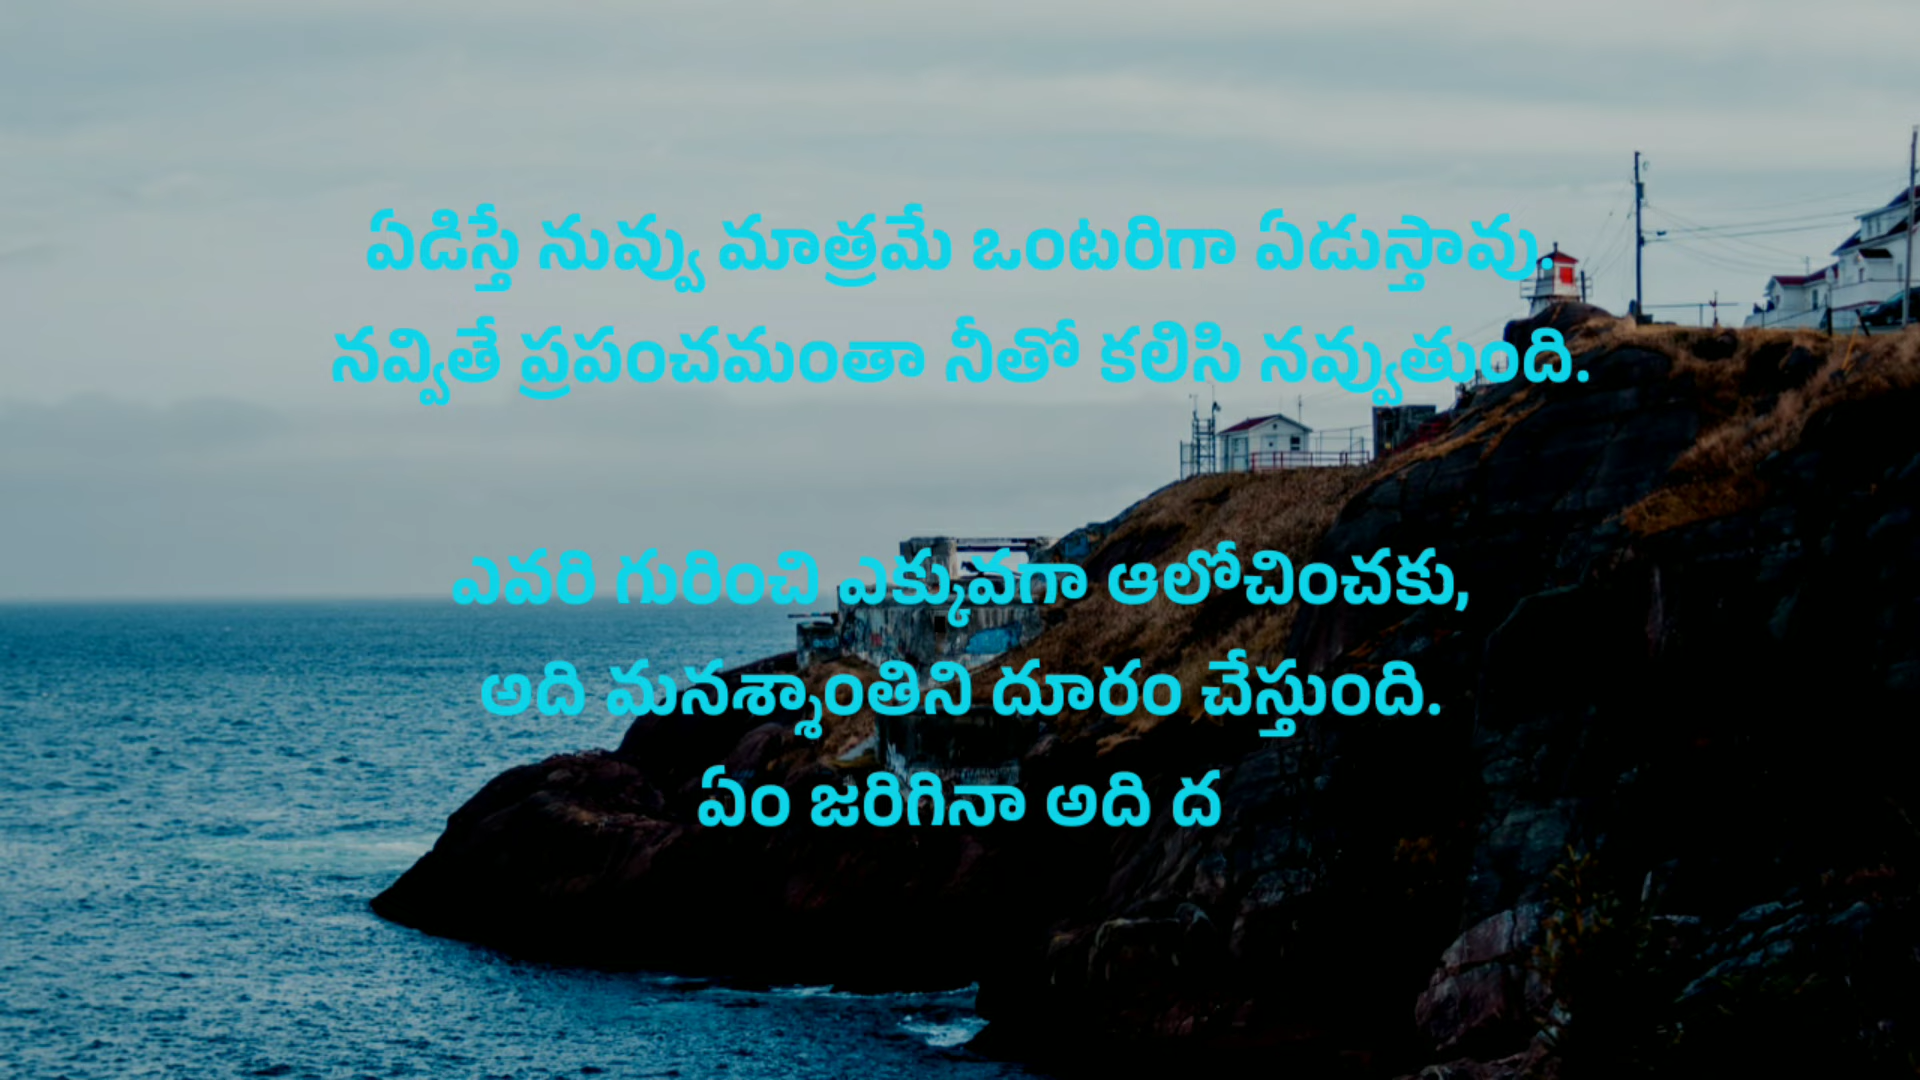 ఏడిస్తే నువ్వు మాత్రమే ఒంటరిగా ఏడుస్తావు.
నవ్వితే ప్రపంచమంతా నీతో కలిసి నవ్వుతుంది.
ఎవరి గురించి ఎక్కువగా ఆలోచించకు,
అది మనశ్శాంతిని దూరం చేస్తుంది.
ఏం జరిగినా అది ద